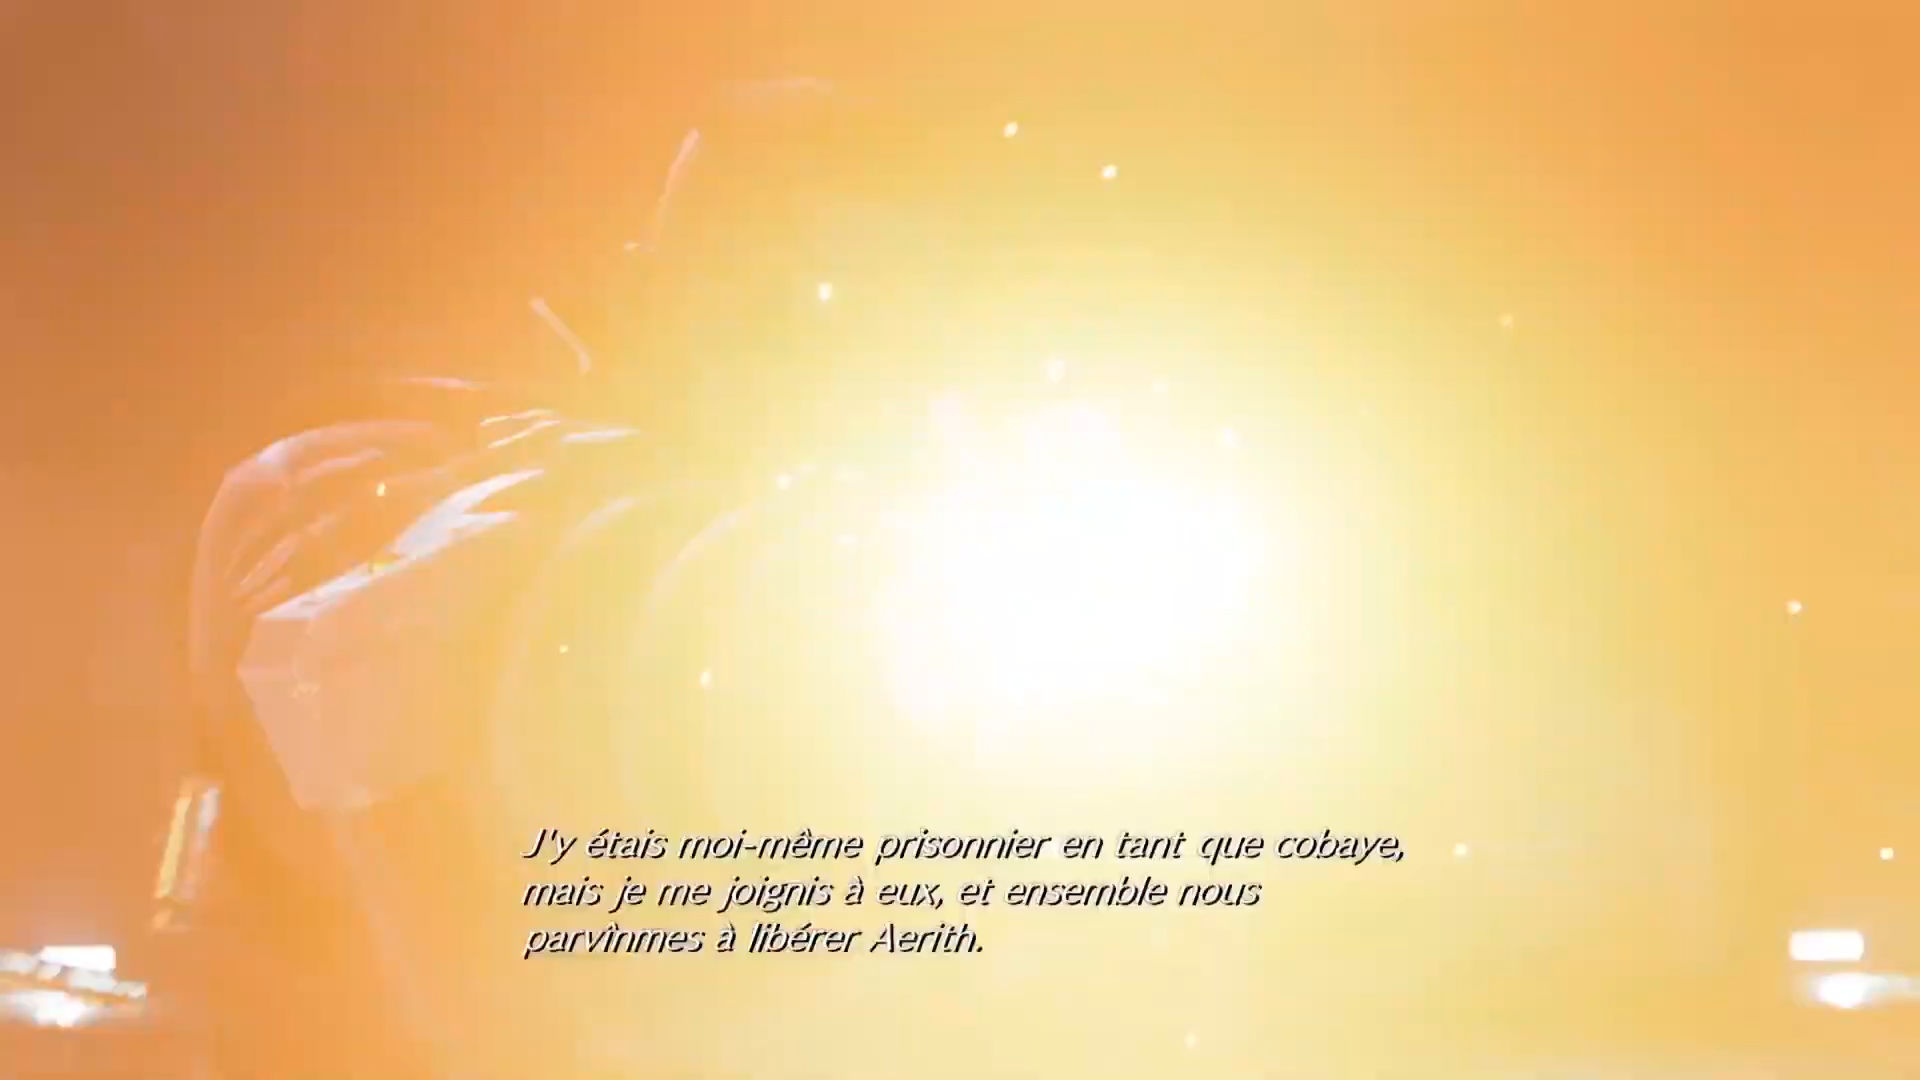 J'y étais moi-même prisonnier en tant que cobaye,
mais je me joignis à eux, et ensemble nous
parvînmes à libérer Aerith.